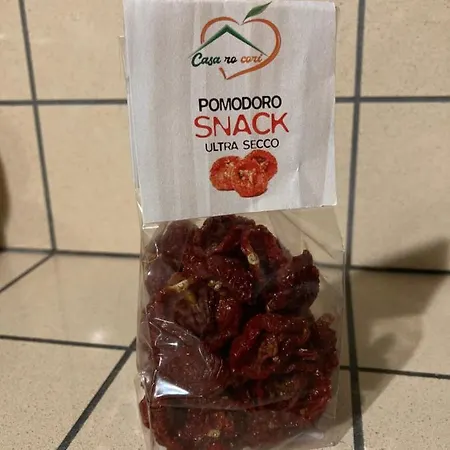 Casa ro cori
POMODORO
SNACK
ULTRA SECCO